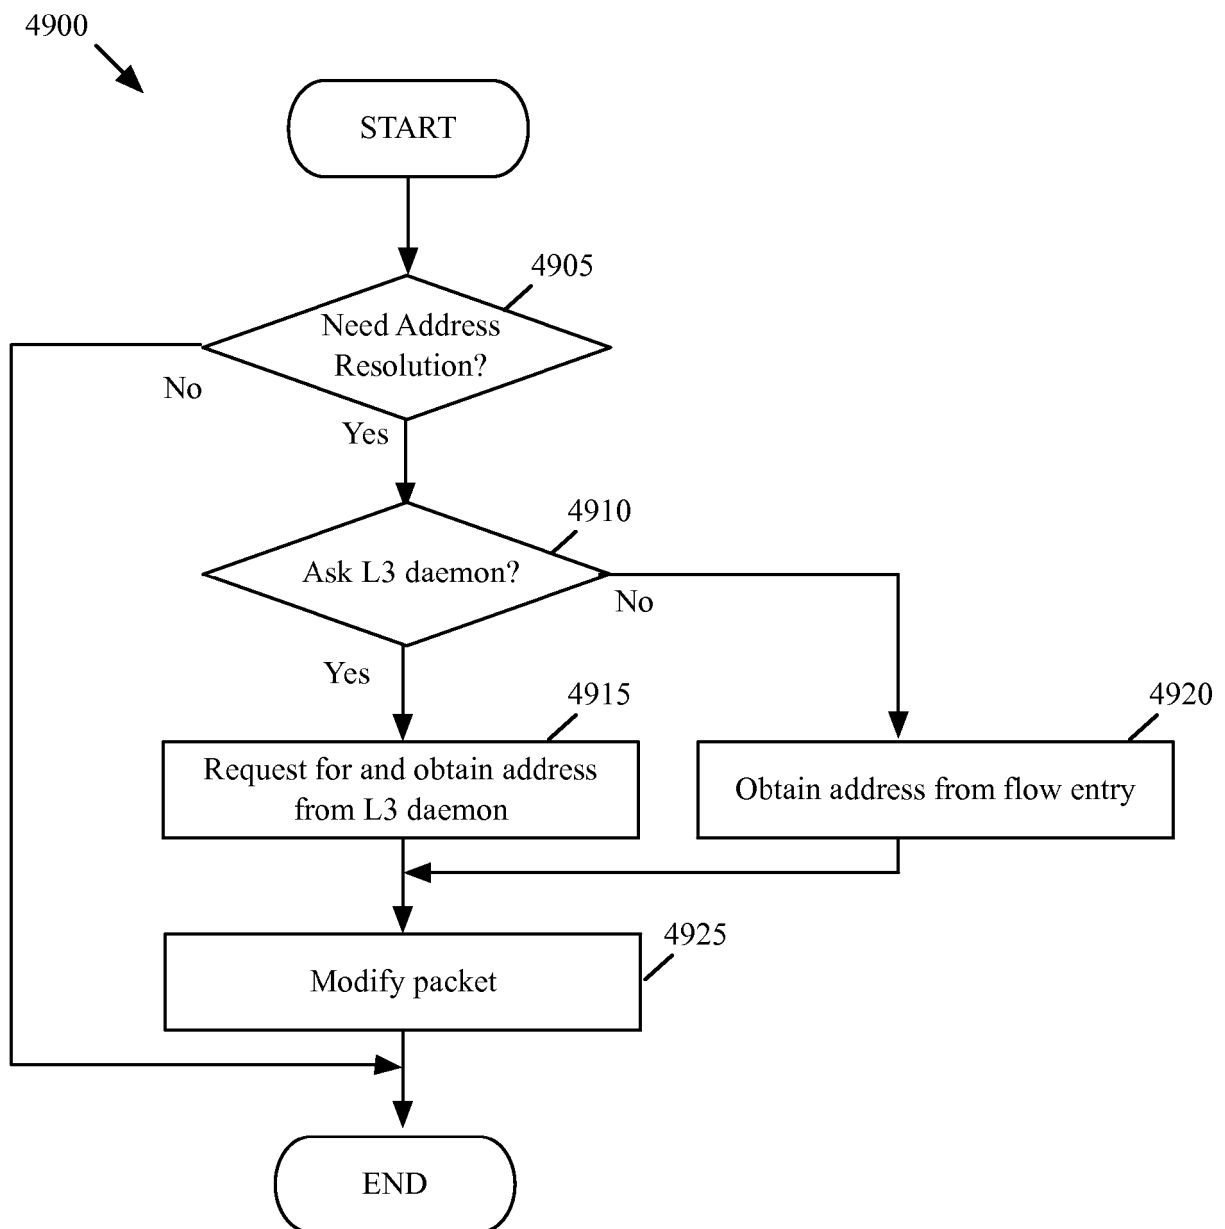 4900
START
4905
Need Address
Resolution?
No
Yes
4910
Ask L3 daemon?
No
Yes
4915
4920
Request for and obtain address
from L3 daemon
Obtain address from flow entry
4925
Modify packet
END